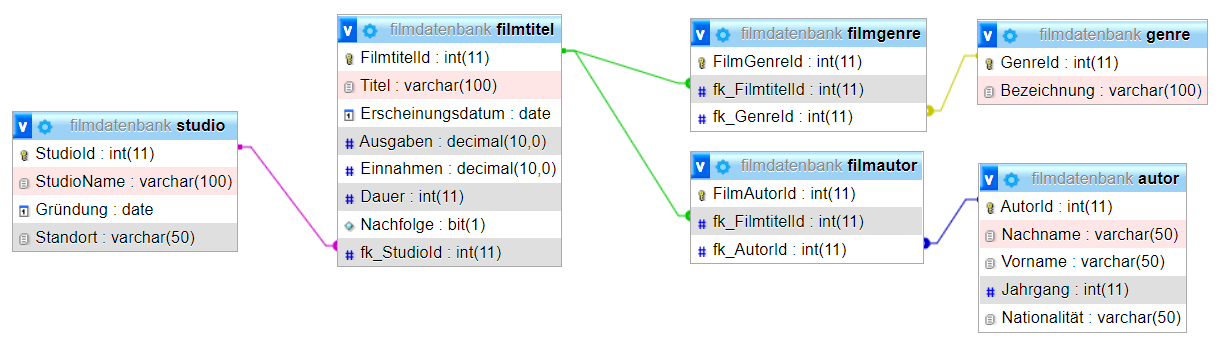 v filmdatenbank studio
StudioId : int(11)
StudioName : varchar(100)
Gründung : date
Standort : varchar(50)
v filmdatenbank filmtitel
FilmtitelId : int(11)
Titel : varchar(100)
Erscheinungsdatum : date
# Ausgaben : decimal(10,0)
# Einnahmen : decimal(10,0)
# Dauer : int(11)
Nachfolge : bit(1)
# fk_StudioId : int(11)
v filmdatenbank filmgenre
FilmGenreId : int(11)
# fk_FilmtitelId : int(11)
# fk_GenreId : int(11)
v filmdatenbank genre
GenreId : int(11)
Bezeichnung : varchar(100)
v filmdatenbank filmautor
FilmAutorId : int(11)
# fk_FilmtitelId : int(11)
# fk_AutorId : int(11)
v filmdatenbank autor
AutorId : int(11)
Nachname : varchar(50)
Vorname : varchar(50)
# Jahrgang : int(11)
Nationalität : varchar(50)